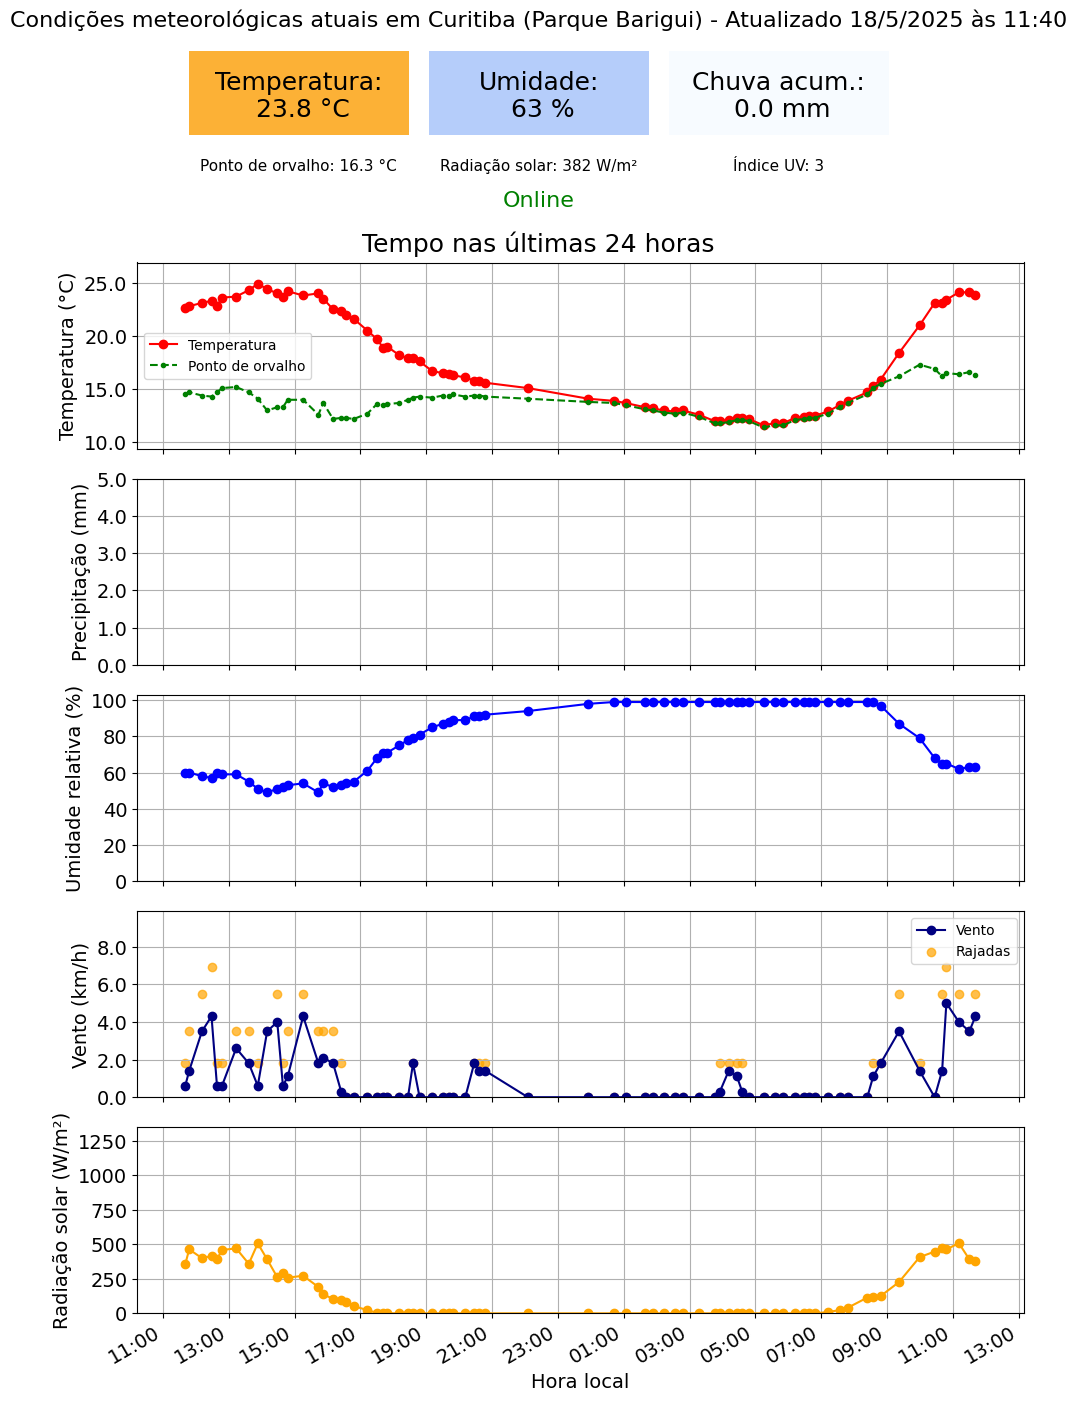 Condições meteorológicas atuais em Curitiba (Parque Barigui) - Atualizado 18/5/2025 às 11:40
Temperatura:
23.8 °C
Umidade:
63 %
Chuva acum.:
0.0 mm
Ponto de orvalho: 16.3 °C
Radiação solar: 382 W/m²
Índice UV: 3
Online
Tempo nas últimas 24 horas
Temperatura (°C)
25.0
20.0
15.0
10.0
Temperatura
Ponto de orvalho
Precipitação (mm)
5.0
4.0
3.0
2.0
1.0
0.0
Umidade relativa (%)
100
80
60
40
20
0
Vento (km/h)
8.0
6.0
4.0
2.0
0.0
Vento
Rajadas
Radiação solar (W/m²)
1250
1000
750
500
250
0
11:00
13:00
15:00
17:00
19:00
21:00
23:00
01:00
03:00
05:00
07:00
09:00
11:00
13:00
Hora local